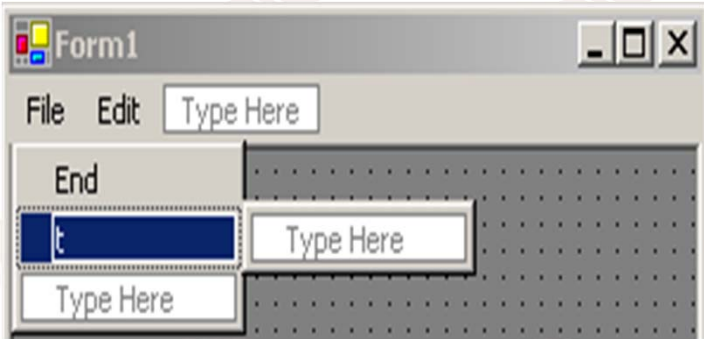 Form1
File Edit Type Here
End
t Type Here
Type Here